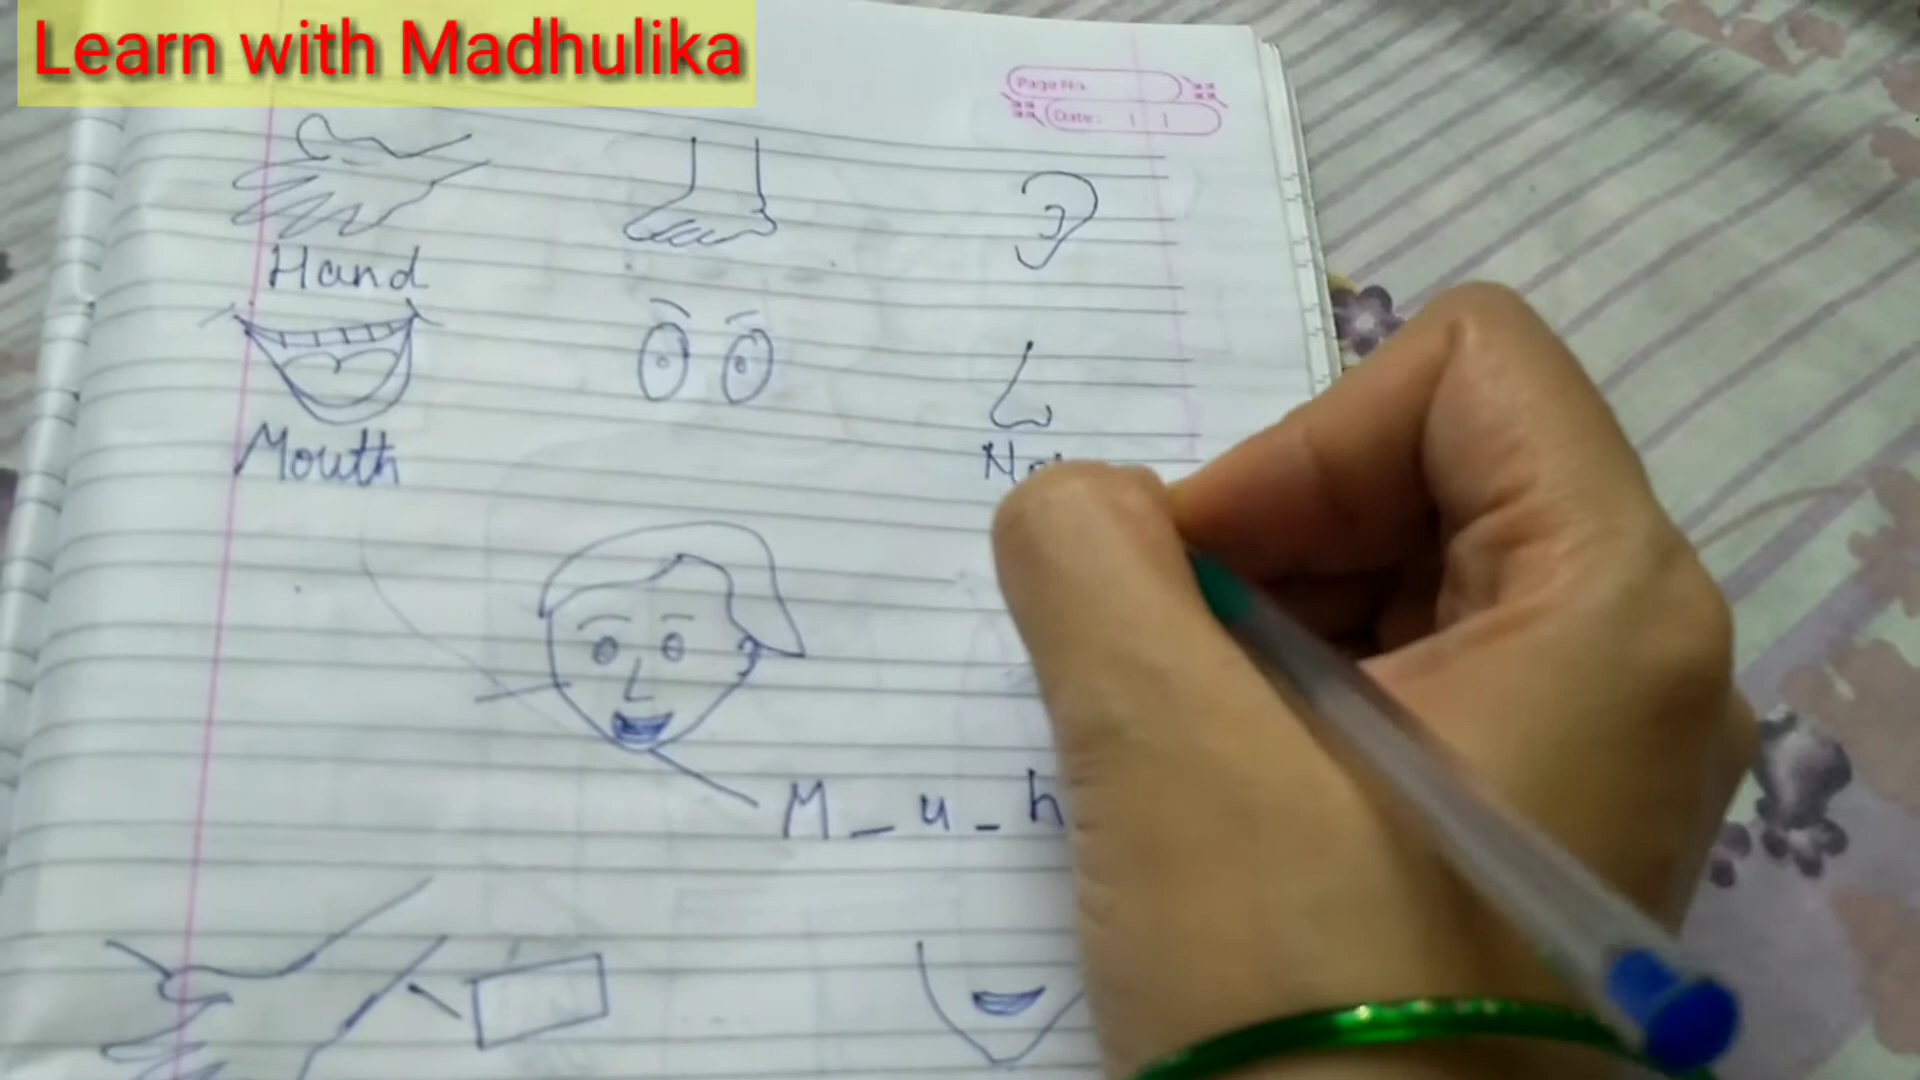 Learn with Madhulika
Page No.
Date:
Hand
Mouth
M_u_h